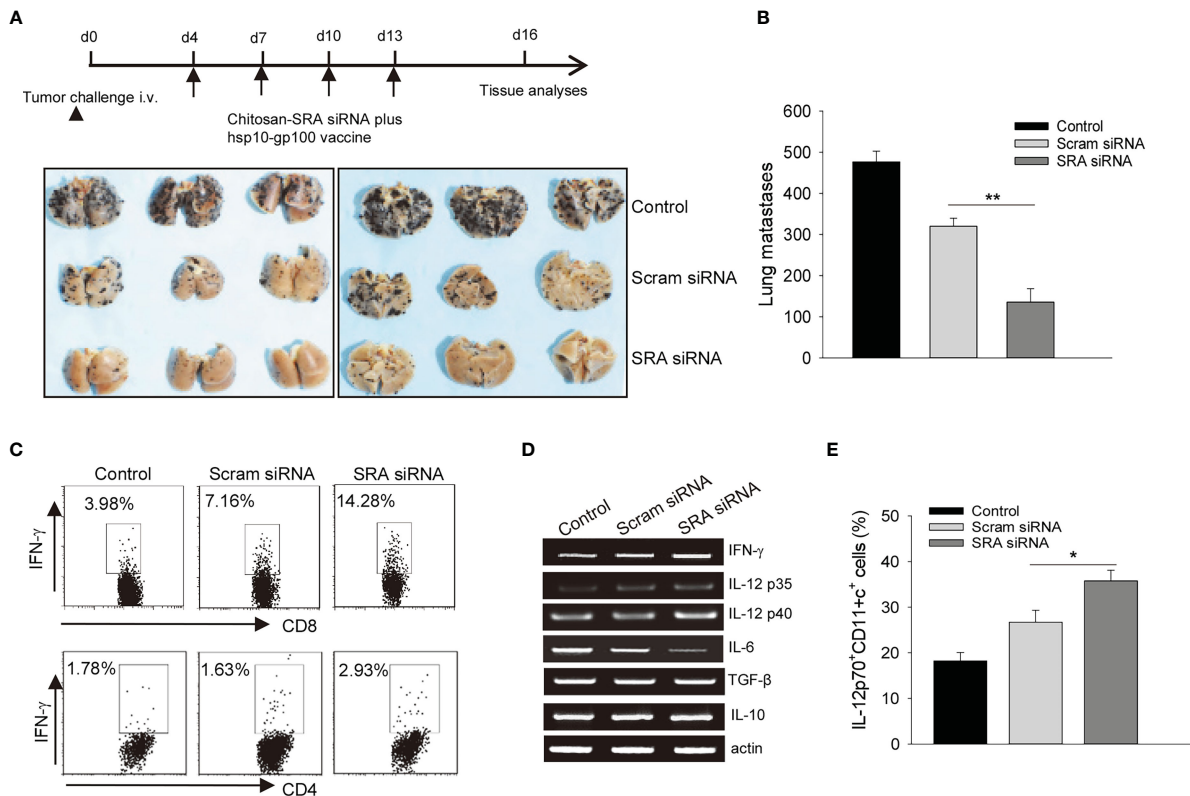 A
d0 d4 d7 d10 d13 d16
Tumor challenge i.v.
Tissue analyses
Chitosan-SRA siRNA plus
hsp10-gp100 vaccine
Control
Scram siRNA
SRA siRNA
B
Lung matastases
600
500
400
300
200
100
0
Control
Scram siRNA
SRA siRNA
**
C
Control Scram siRNA SRA siRNA
3.98% 7.16% 14.28%
IFN-γ
CD8
1.78% 1.63% 2.93%
IFN-γ
CD4
D
Control Scram siRNA SRA siRNA
IFN-γ
IL-12 p35
IL-12 p40
IL-6
TGF-β
IL-10
actin
E
IL-12p70⁺CD11+c⁺ cells (%)
50
40
30
20
10
0
Control
Scram siRNA
SRA siRNA
*